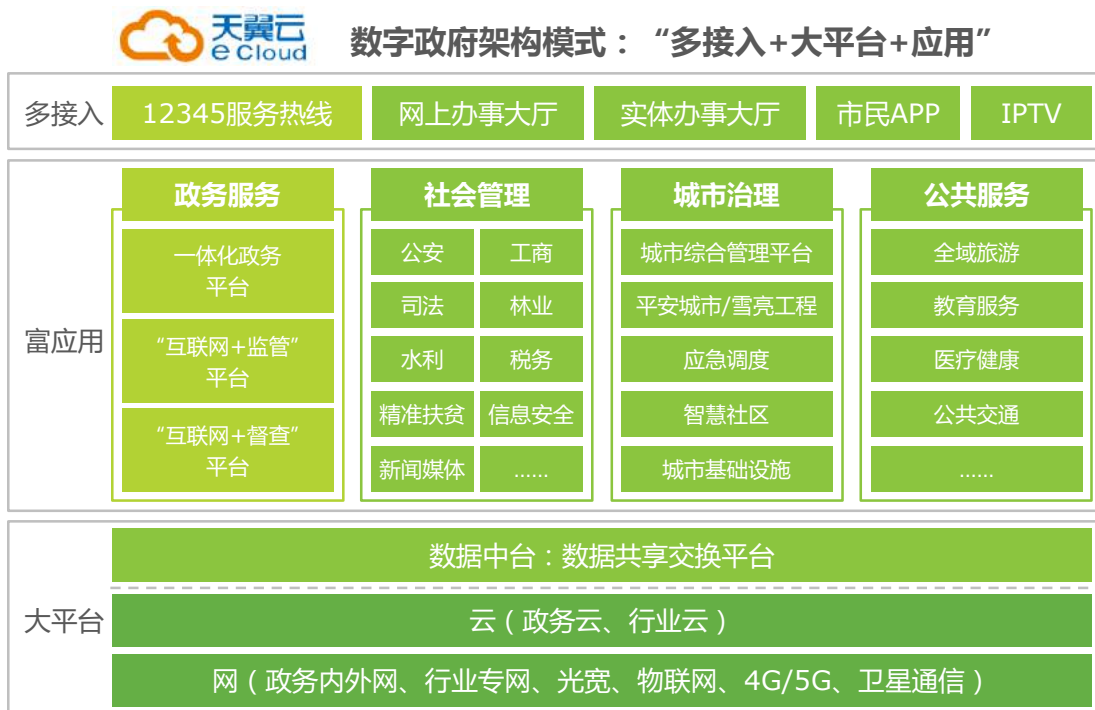 天翼云
e Cloud
数字政府架构模式：“多接入+大平台+应用”
多接入
12345服务热线
网上办事大厅
实体办事大厅
市民APP
IPTV
富应用
政务服务
一体化政务
平台
“互联网+监管”
平台
“互联网+督查”
平台
社会管理
公安
工商
司法
林业
水利
税务
精准扶贫
信息安全
新闻媒体
……
城市治理
城市综合管理平台
平安城市/雪亮工程
应急调度
智慧社区
城市基础设施
公共服务
全域旅游
教育服务
医疗健康
公共交通
……
大平台
数据中台：数据共享交换平台
云（政务云、行业云）
网（政务内外网、行业专网、光宽、物联网、4G/5G、卫星通信）